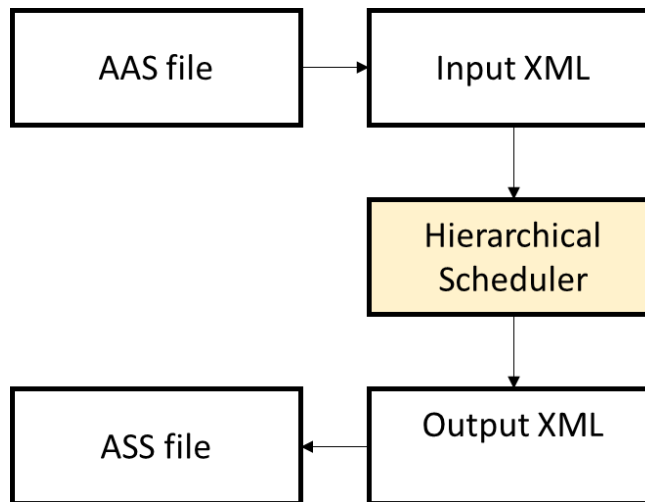 AAS file
Input XML
Hierarchical
Scheduler
ASS file
Output XML